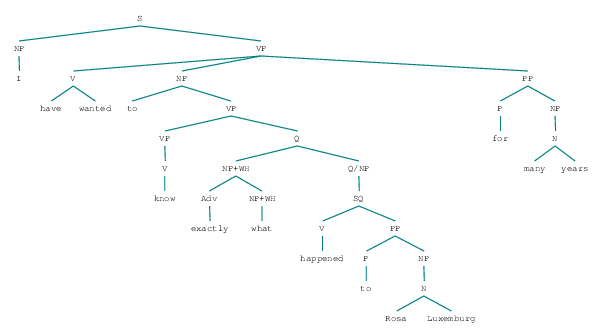 S
NP VP
I V NP PP
have wanted to VP P NP
VP Q for N
V NP+WH Q/NP many years
know Adv NP+WH SQ
exactly what V PP
happened P NP
to N
Rosa Luxemburg